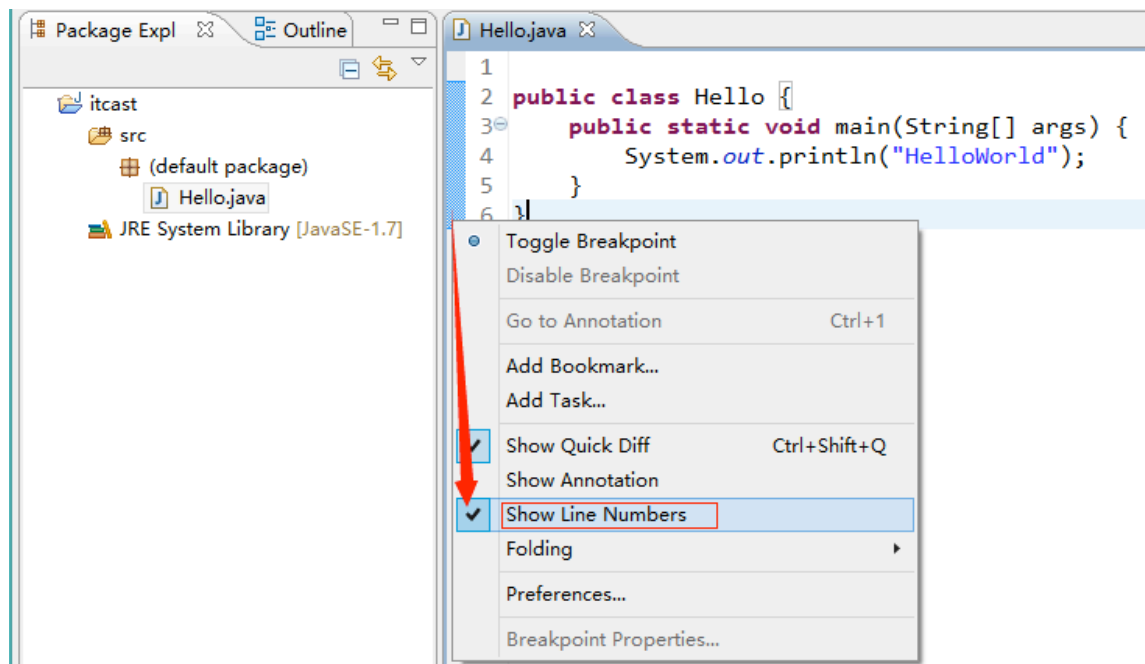 Package Expl
Outline
itcast
src
(default package)
Hello.java
JRE System Library [JavaSE-1.7]
Hello.java
1
2 public class Hello {
3 public static void main(String[] args) {
4 System.out.println("HelloWorld");
5 }
6 }
Toggle Breakpoint
Disable Breakpoint
Go to Annotation Ctrl+1
Add Bookmark...
Add Task...
Show Quick Diff Ctrl+Shift+Q
Show Annotation
Show Line Numbers
Folding
Preferences...
Breakpoint Properties...